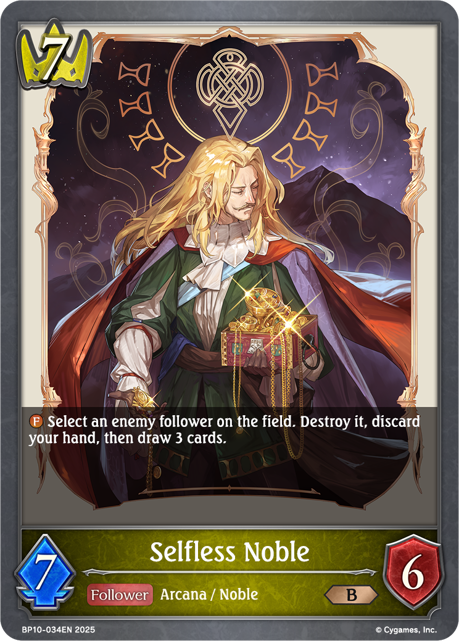 7
F Select an enemy follower on the field. Destroy it, discard
your hand, then draw 3 cards.
Selfless Noble
7
Follower Arcana / Noble B
6
BP10-034EN 2025 © Cygames, Inc.